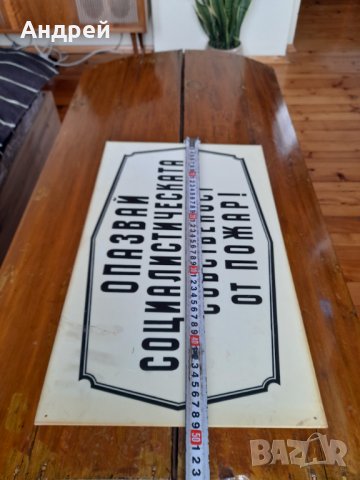 Андрей
ОПАЗВАЙ
СОЦИАЛИСТИЧЕСКАТА
СОБСТВЕНОСТ
ОТ ПОЖАР!
BAZAR